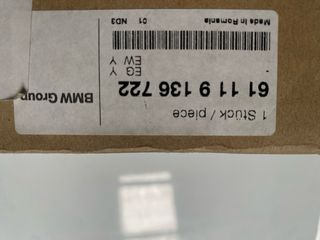 1 Stück / piece
61 11 9 136 722
-
EG Y
EW Y
BMW Group
Made in Romania 01 ND3